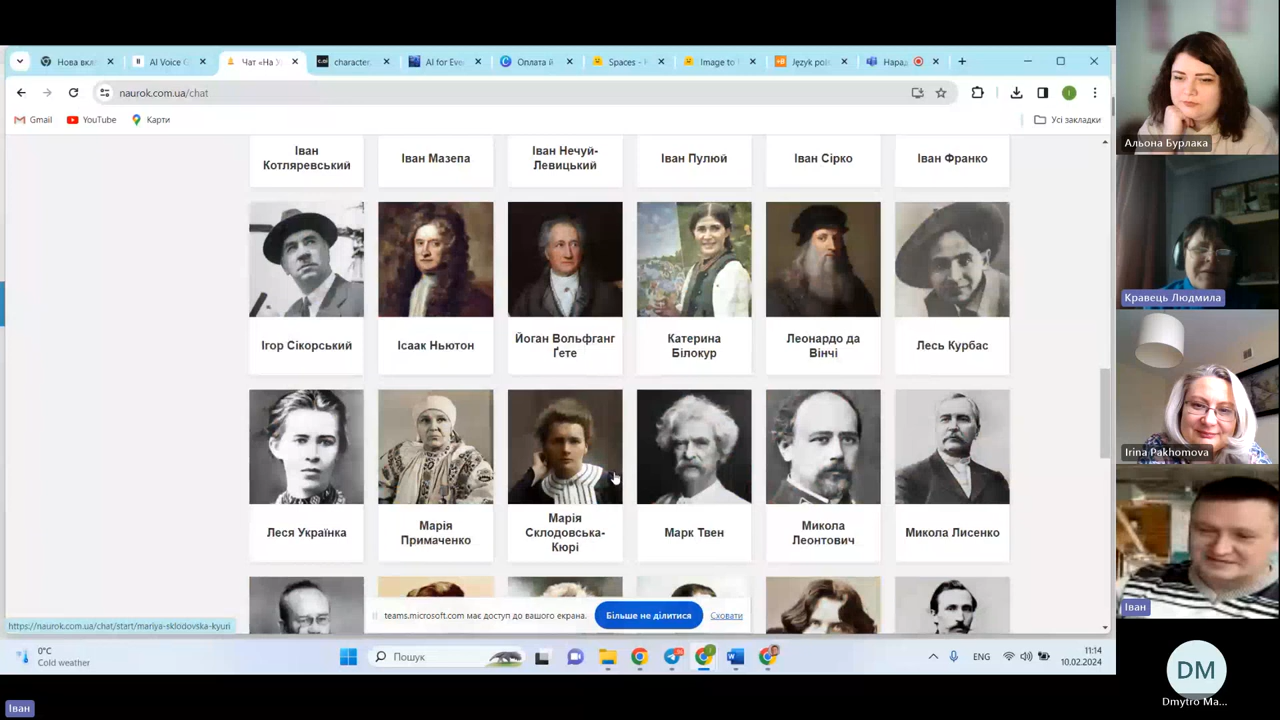 Нова вкл
AI Voice G
Чат «На У
character.
AI for Eve
Оплата й
Spaces - H
Image to
Język pol
Нарад
naurok.com.ua/chat
Gmail
YouTube
Карти
Усі закладки
Іван
Котляревський
Іван Мазепа
Іван Нечуй-
Левицький
Іван Пулюй
Іван Сірко
Іван Франко
Ігор Сікорський
Ісаак Ньютон
Йоган Вольфганг
Ґете
Катерина
Білокур
Леонардо да
Вінчі
Лесь Курбас
Леся Українка
Марія
Примаченко
Марія
Склодовська-
Кюрі
Марк Твен
Микола
Леонтович
Микола Лисенко
teams.microsoft.com має доступ до вашого екрана.
Більше не ділитися
Сховати
https://naurok.com.ua/chat/start/mariya-sklodovska-kyuri
0°C
Cold weather
Пошук
ENG
11:14
10.02.2024
Альона Бурлака
Кравець Людмила
Irina Pakhomova
Іван
DM
Dmytro Ma...
Іван